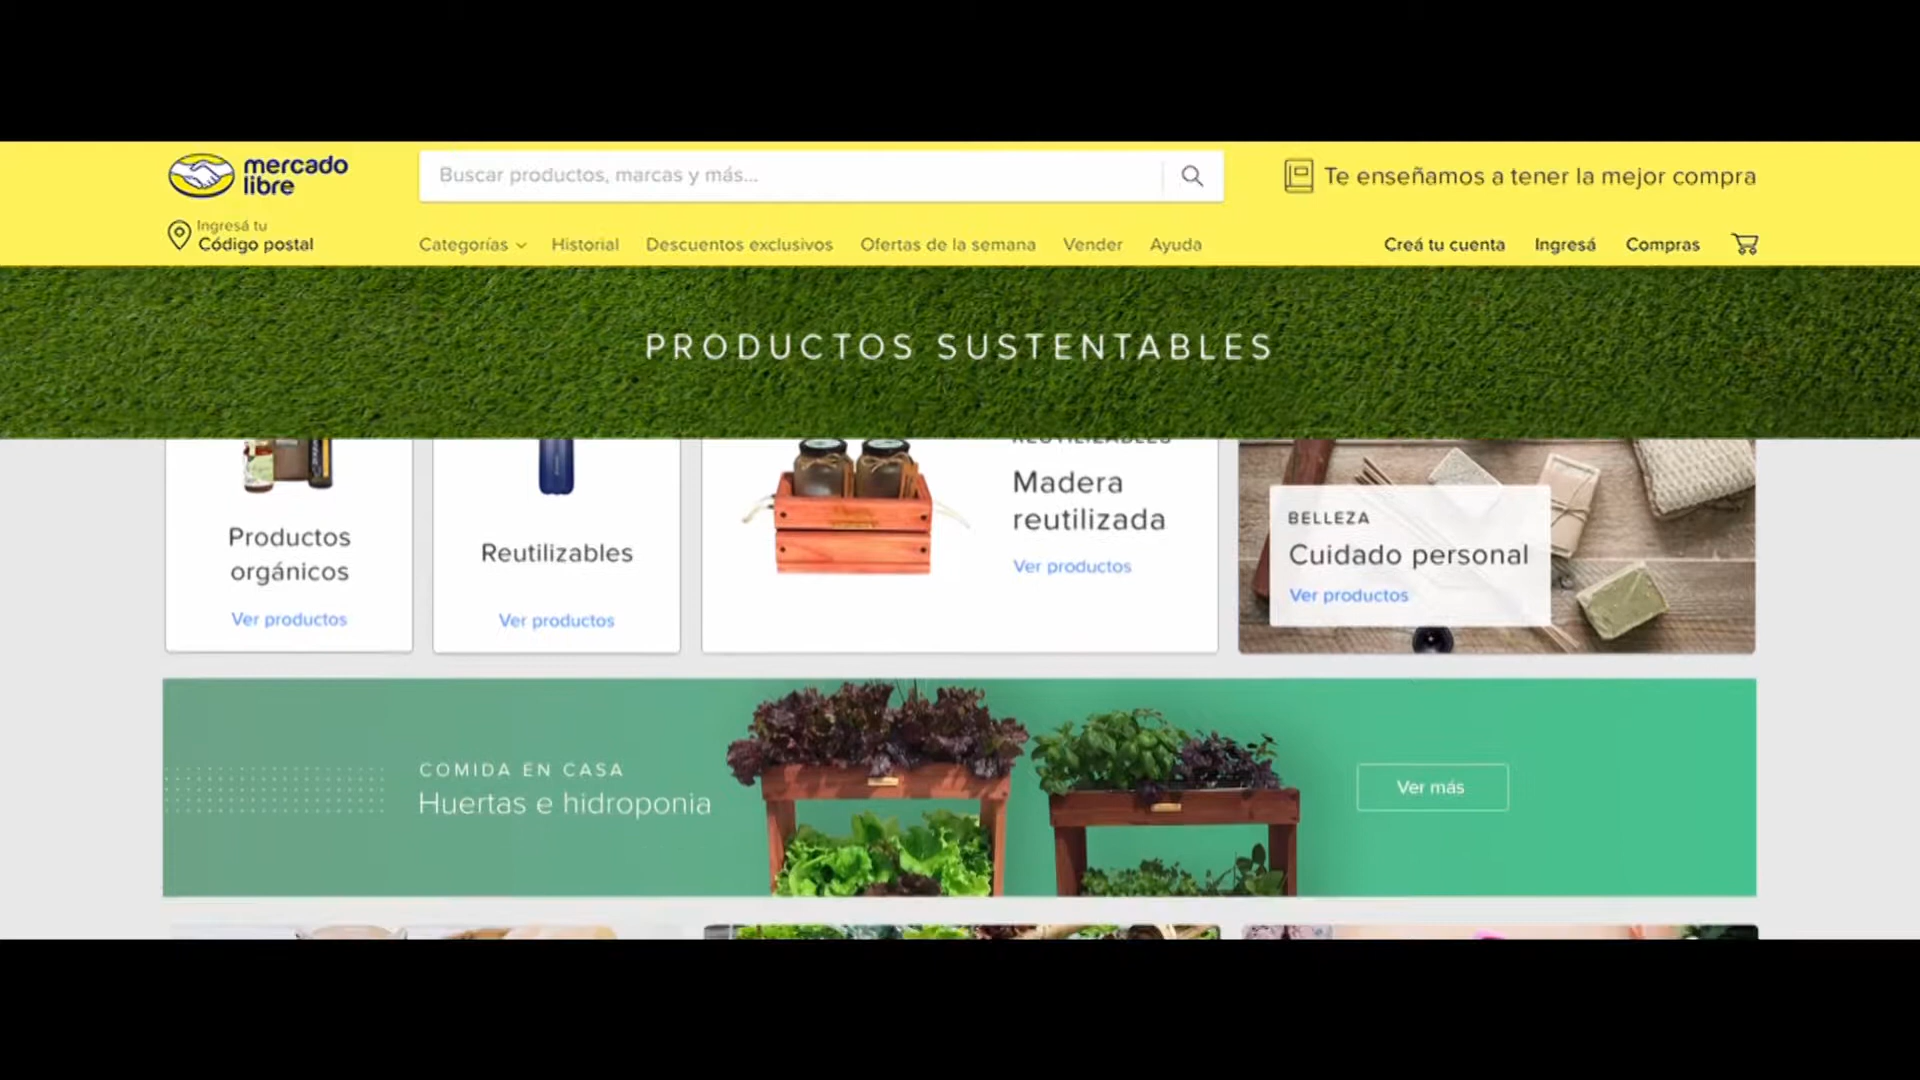 mercado
libre
Buscar productos, marcas y más...
Te enseñamos a tener la mejor compra
Ingresá tu
Código postal
Categorías
Historial
Descuentos exclusivos
Ofertas de la semana
Vender
Ayuda
Creá tu cuenta
Ingresá
Compras
PRODUCTOS SUSTENTABLES
Productos
orgánicos
Ver productos
Reutilizables
Ver productos
REUTILIZABLES
Madera
reutilizada
Ver productos
BELLEZA
Cuidado personal
Ver productos
COMIDA EN CASA
Huertas e hidroponia
Ver más